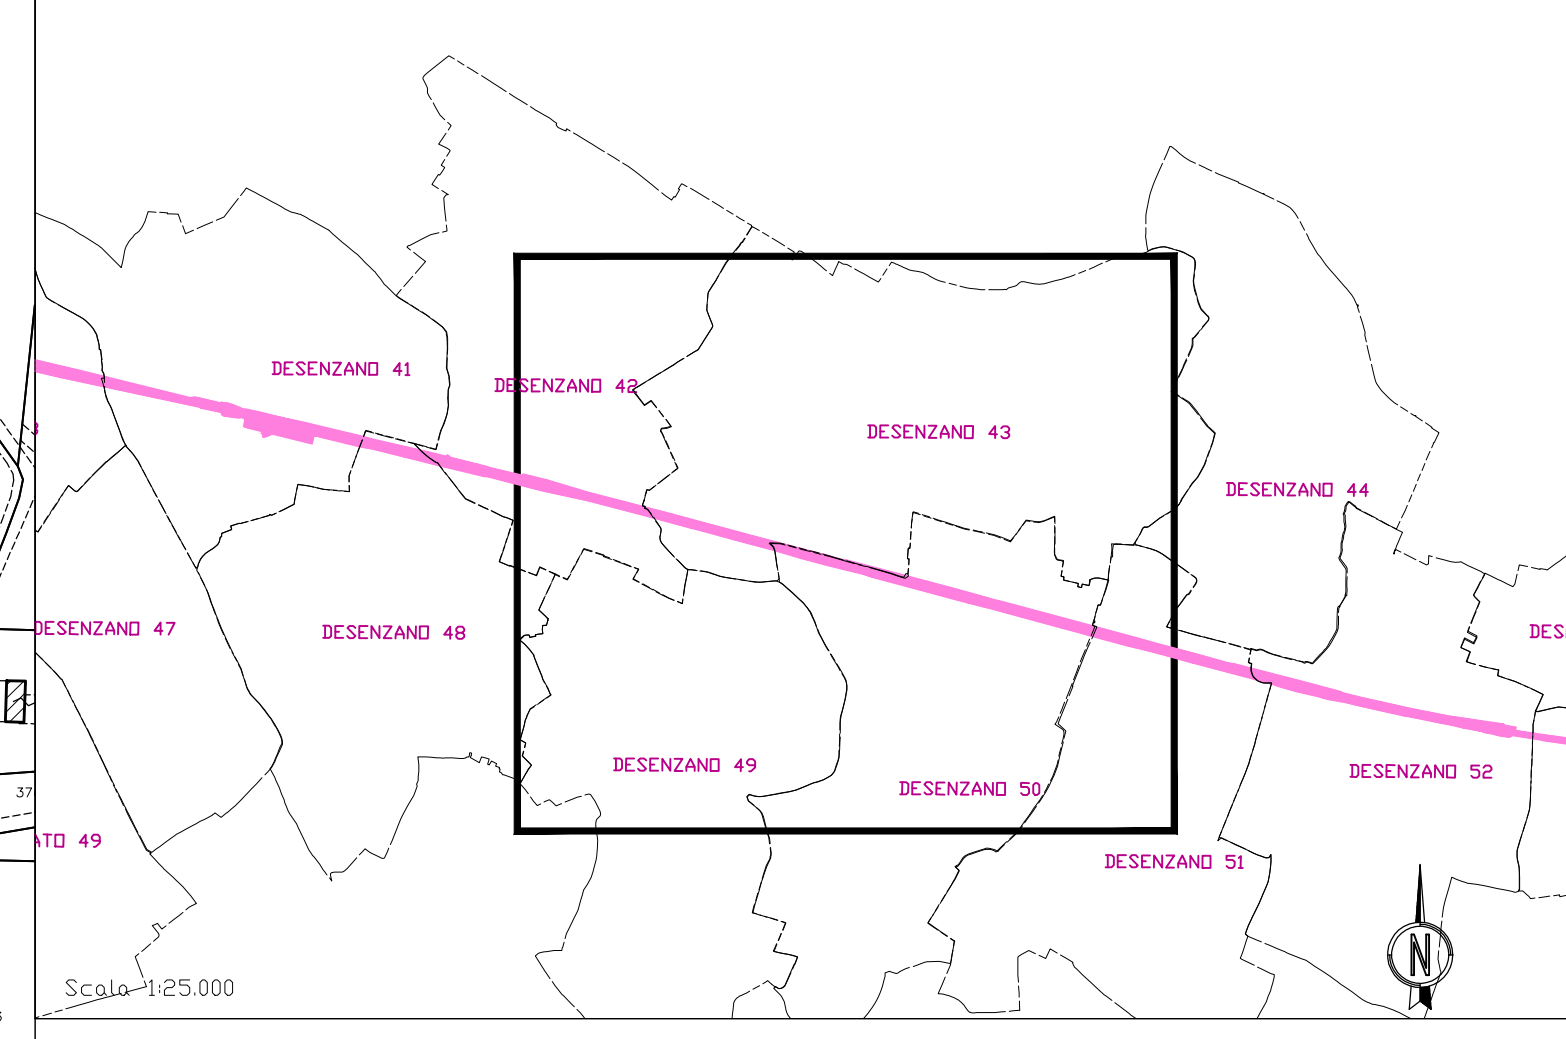 DESENZANO 41
DESENZANO 42
DESENZANO 43
DESENZANO 44
DESENZANO 47
DESENZANO 48
DES
DESENZANO 49
DESENZANO 50
DESENZANO 52
37
ATO 49
DESENZANO 51
N
Scala 1:25.000